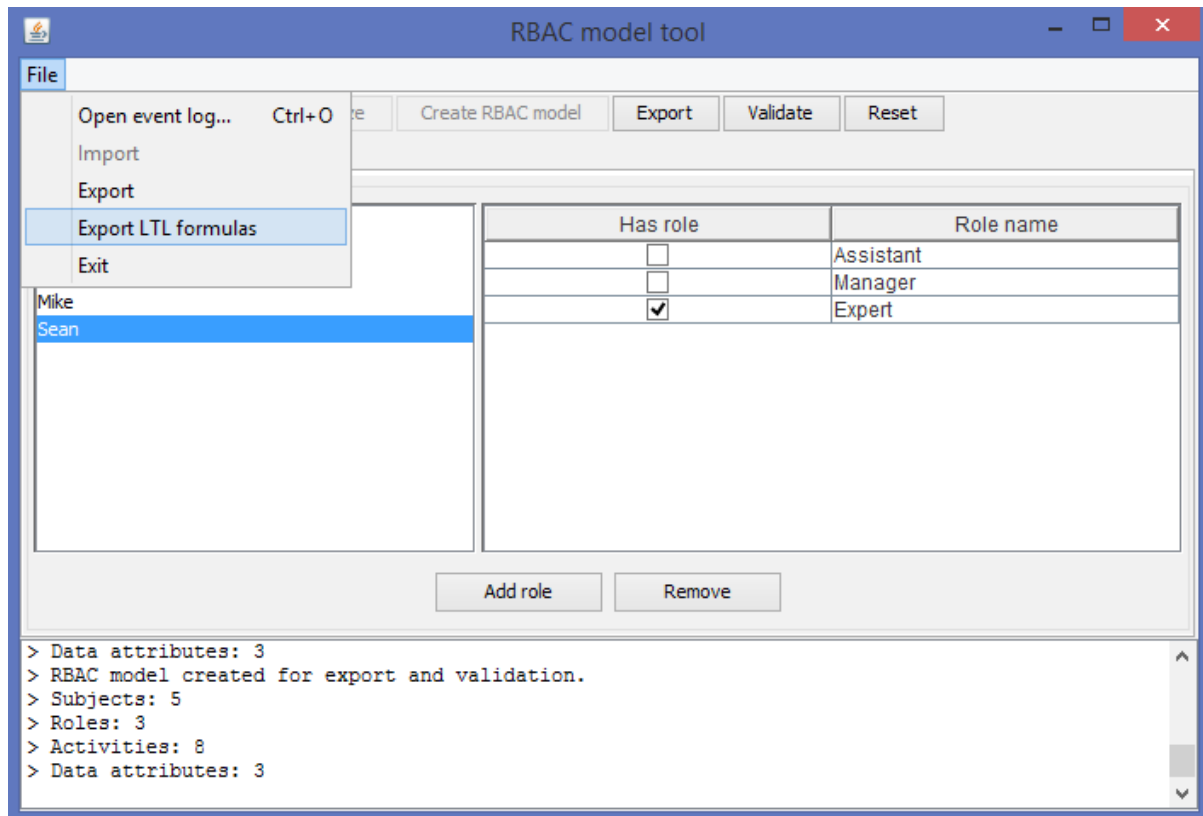 RBAC model tool
File
Open event log... Ctrl+O
Create RBAC model Export Validate Reset
Import
Export
Export LTL formulas
Exit
Has role Role name
Assistant
Manager
Expert
Mike
Sean
Add role Remove
> Data attributes: 3
> RBAC model created for export and validation.
> Subjects: 5
> Roles: 3
> Activities: 8
> Data attributes: 3